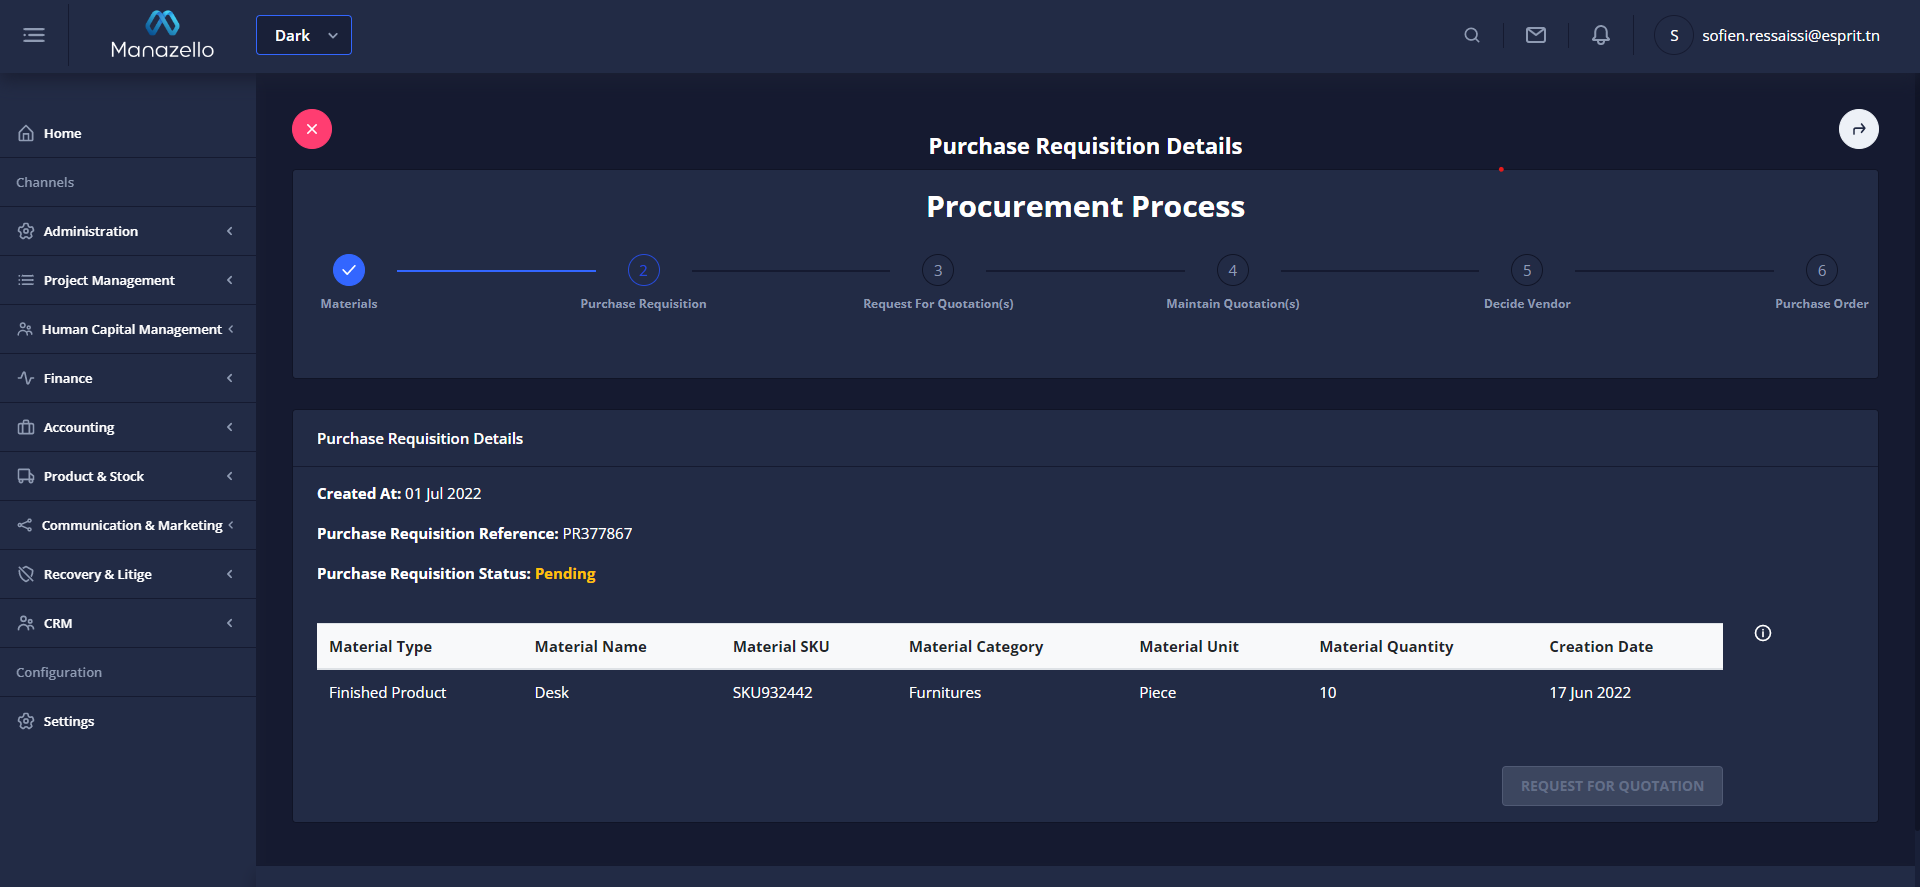 Manazello
Dark
S
sofien.ressaissi@esprit.tn
Home
Channels
Administration
Project Management
Human Capital Management
Finance
Accounting
Product & Stock
Communication & Marketing
Recovery & Litige
CRM
Configuration
Settings
Purchase Requisition Details
Procurement Process
2 3 4 5 6
Materials Purchase Requisition Request For Quotation(s) Maintain Quotation(s) Decide Vendor Purchase Order
Purchase Requisition Details
Created At: 01 Jul 2022
Purchase Requisition Reference: PR377867
Purchase Requisition Status: Pending
Material Type Material Name Material SKU Material Category Material Unit Material Quantity Creation Date
Finished Product Desk SKU932442 Furnitures Piece 10 17 Jun 2022
REQUEST FOR QUOTATION